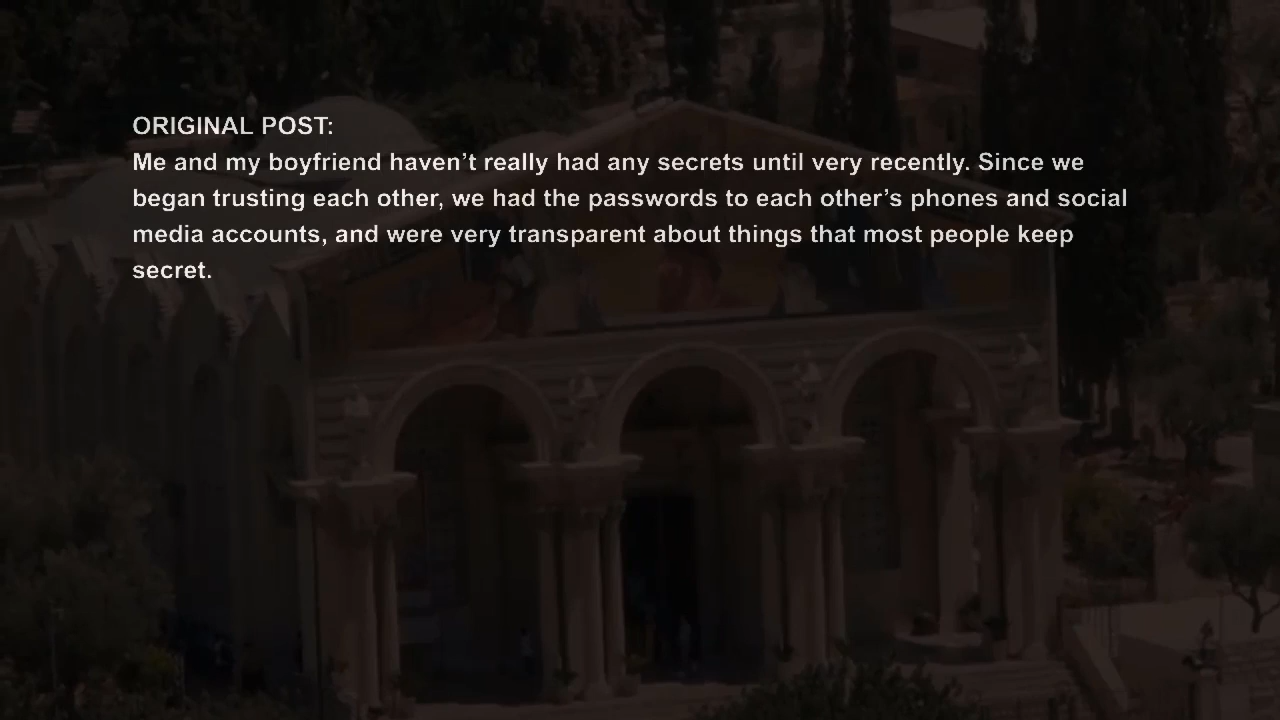 ORIGINAL POST:
Me and my boyfriend haven’t really had any secrets until very recently. Since we
began trusting each other, we had the passwords to each other’s phones and social
media accounts, and were very transparent about things that most people keep
secret.